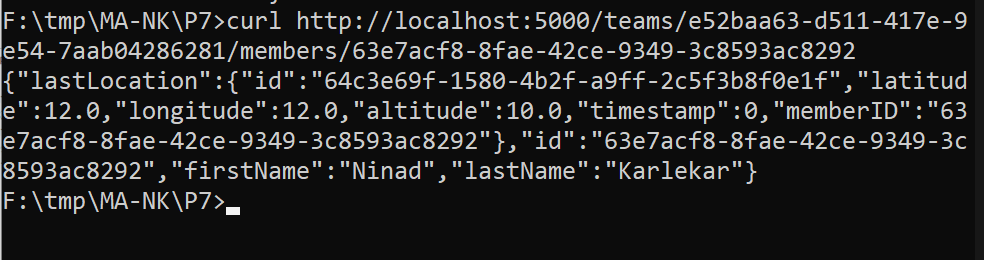 F:\tmp\MA-NK\P7>curl http://localhost:5000/teams/e52baa63-d511-417e-9
e54-7aab04286281/members/63e7acf8-8fae-42ce-9349-3c8593ac8292
{"lastLocation":{"id":"64c3e69f-1580-4b2f-a9ff-2c5f3b8f0e1f","latitud
e":12.0,"longitude":12.0,"altitude":10.0,"timestamp":0,"memberID":"63
e7acf8-8fae-42ce-9349-3c8593ac8292"},"id":"63e7acf8-8fae-42ce-9349-3c
8593ac8292","firstName":"Ninad","lastName":"Karlekar"}
F:\tmp\MA-NK\P7>